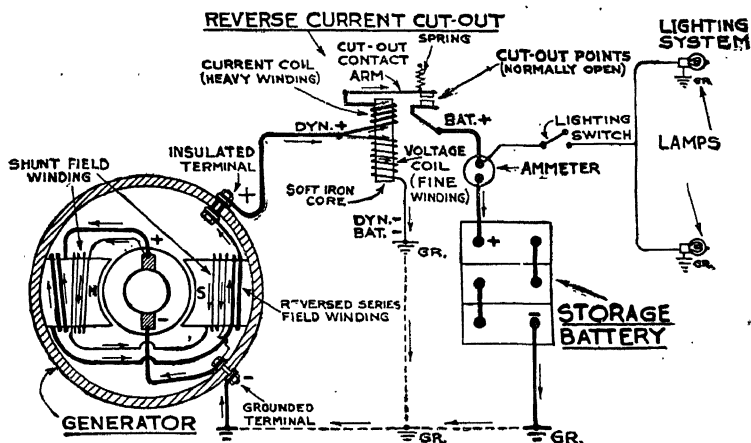 REVERSE CURRENT CUT-OUT
CURRENT COIL
(HEAVY WINDING)
CUT-OUT
CONTACT
ARM
SPRING
CUT-OUT POINTS
(NORMALLY OPEN)
LIGHTING
SYSTEM
GR.
LAMPS
GR.
DYN. +
BAT. +
LIGHTING
SWITCH
AMMETER
INSULATED
TERMINAL
+
SHUNT FIELD
WINDING
SOFT IRON
CORE
VOLTAGE
COIL
(FINE
WINDING)
DYN. -
BAT. -
GR.
+
-
STORAGE
BATTERY
+
N
S
-
REVERSED SERIES
FIELD WINDING
-
GROUNDED
TERMINAL
GENERATOR
GR.
GR.